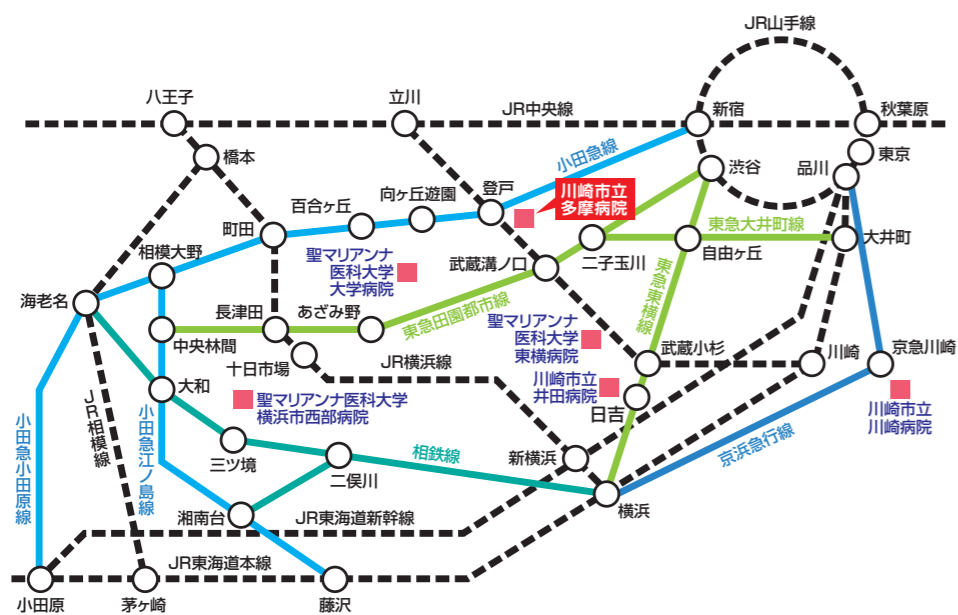 JR山手線
八王子
立川
JR中央線
新宿
秋葉原
橋本
小田急線
渋谷
品川
東京
百合ヶ丘
向ヶ丘遊園
登戸
川崎市立
多摩病院
町田
東急大井町線
相模大野
聖マリアンナ
医科大学
大学病院
武蔵溝ノ口
二子玉川
自由ヶ丘
大井町
海老名
長津田
あざみ野
東急田園都市線
東急東横線
中央林間
聖マリアンナ
医科大学
東横病院
十日市場
JR横浜線
武蔵小杉
川崎
京急川崎
大和
聖マリアンナ医科大学
横浜市西部病院
川崎市立
井田病院
日吉
川崎市立
川崎病院
小田急小田原線
JR相模線
小田急江ノ島線
三ツ境
二俣川
相鉄線
新横浜
京浜急行線
横浜
湘南台
JR東海道新幹線
JR東海道本線
小田原
茅ヶ崎
藤沢